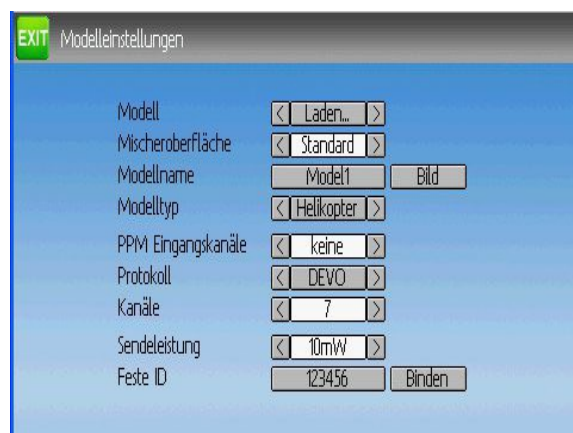 EXIT Modelleinstellungen
Modell < Laden... >
Mischeroberfläche < Standard >
Modellname Model1 Bild
Modelltyp < Helikopter >
PPM Eingangskanäle < keine >
Protokoll < DEVO >
Kanäle < 7 >
Sendeleistung < 10mW >
Feste ID 123456 Binden